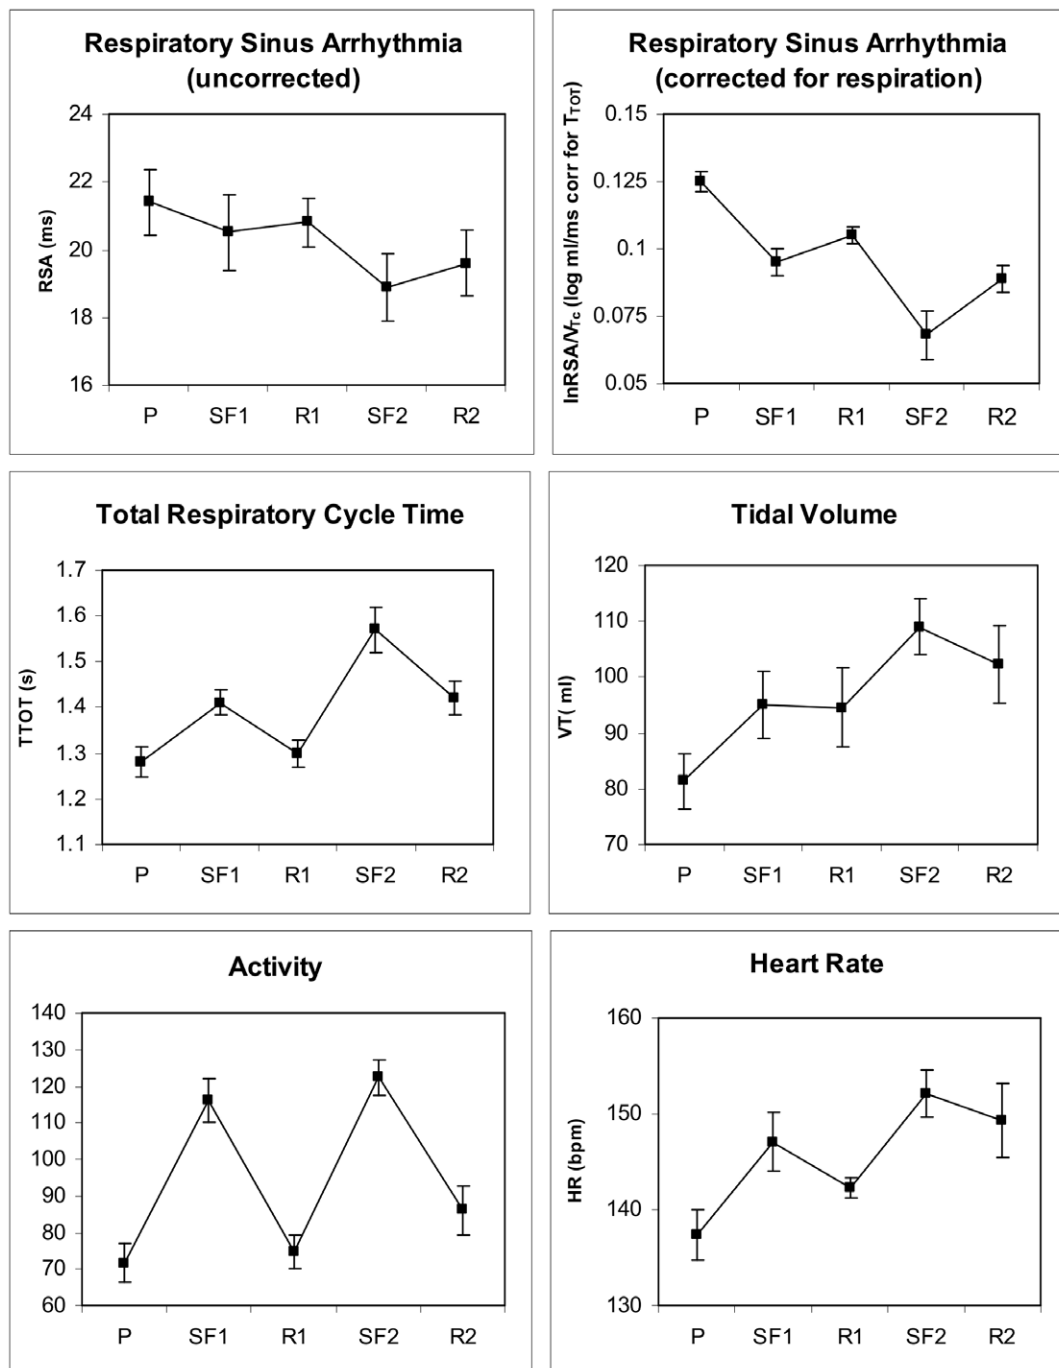 Respiratory Sinus Arrhythmia
(uncorrected)
RSA (ms)
24
22
20
18
16
P SF1 R1 SF2 R2
Respiratory Sinus Arrhythmia
(corrected for respiration)
lnRSA/VTc (log ml/ms corr for TTOT)
0.15
0.125
0.1
0.075
0.05
P SF1 R1 SF2 R2
Total Respiratory Cycle Time
TTOT (s)
1.7
1.6
1.5
1.4
1.3
1.2
1.1
P SF1 R1 SF2 R2
Tidal Volume
VT( ml)
120
110
100
90
80
70
P SF1 R1 SF2 R2
Activity
140
130
120
110
100
90
80
70
60
P SF1 R1 SF2 R2
Heart Rate
HR (bpm)
160
150
140
130
P SF1 R1 SF2 R2